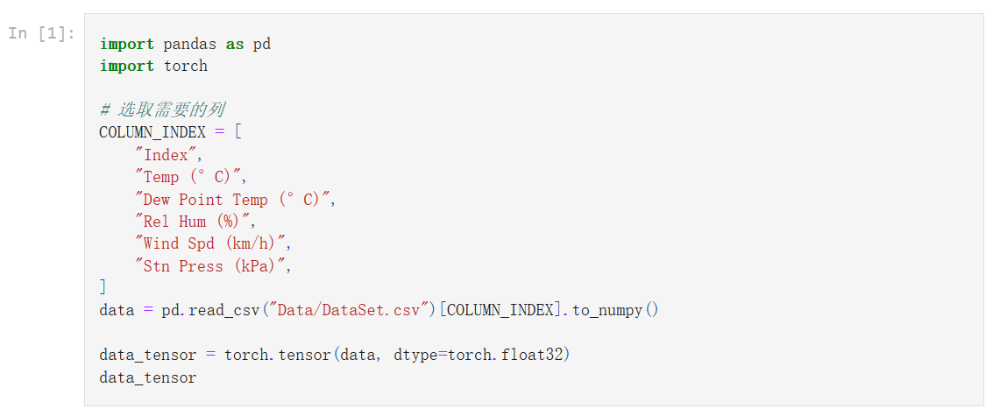 In [1]:
import pandas as pd
import torch
# 选取需要的列
COLUMN_INDEX = [
"Index",
"Temp (°C)",
"Dew Point Temp (°C)",
"Rel Hum (%)",
"Wind Spd (km/h)",
"Stn Press (kPa)",
]
data = pd.read_csv("Data/DataSet.csv")[COLUMN_INDEX].to_numpy()
data_tensor = torch.tensor(data, dtype=torch.float32)
data_tensor